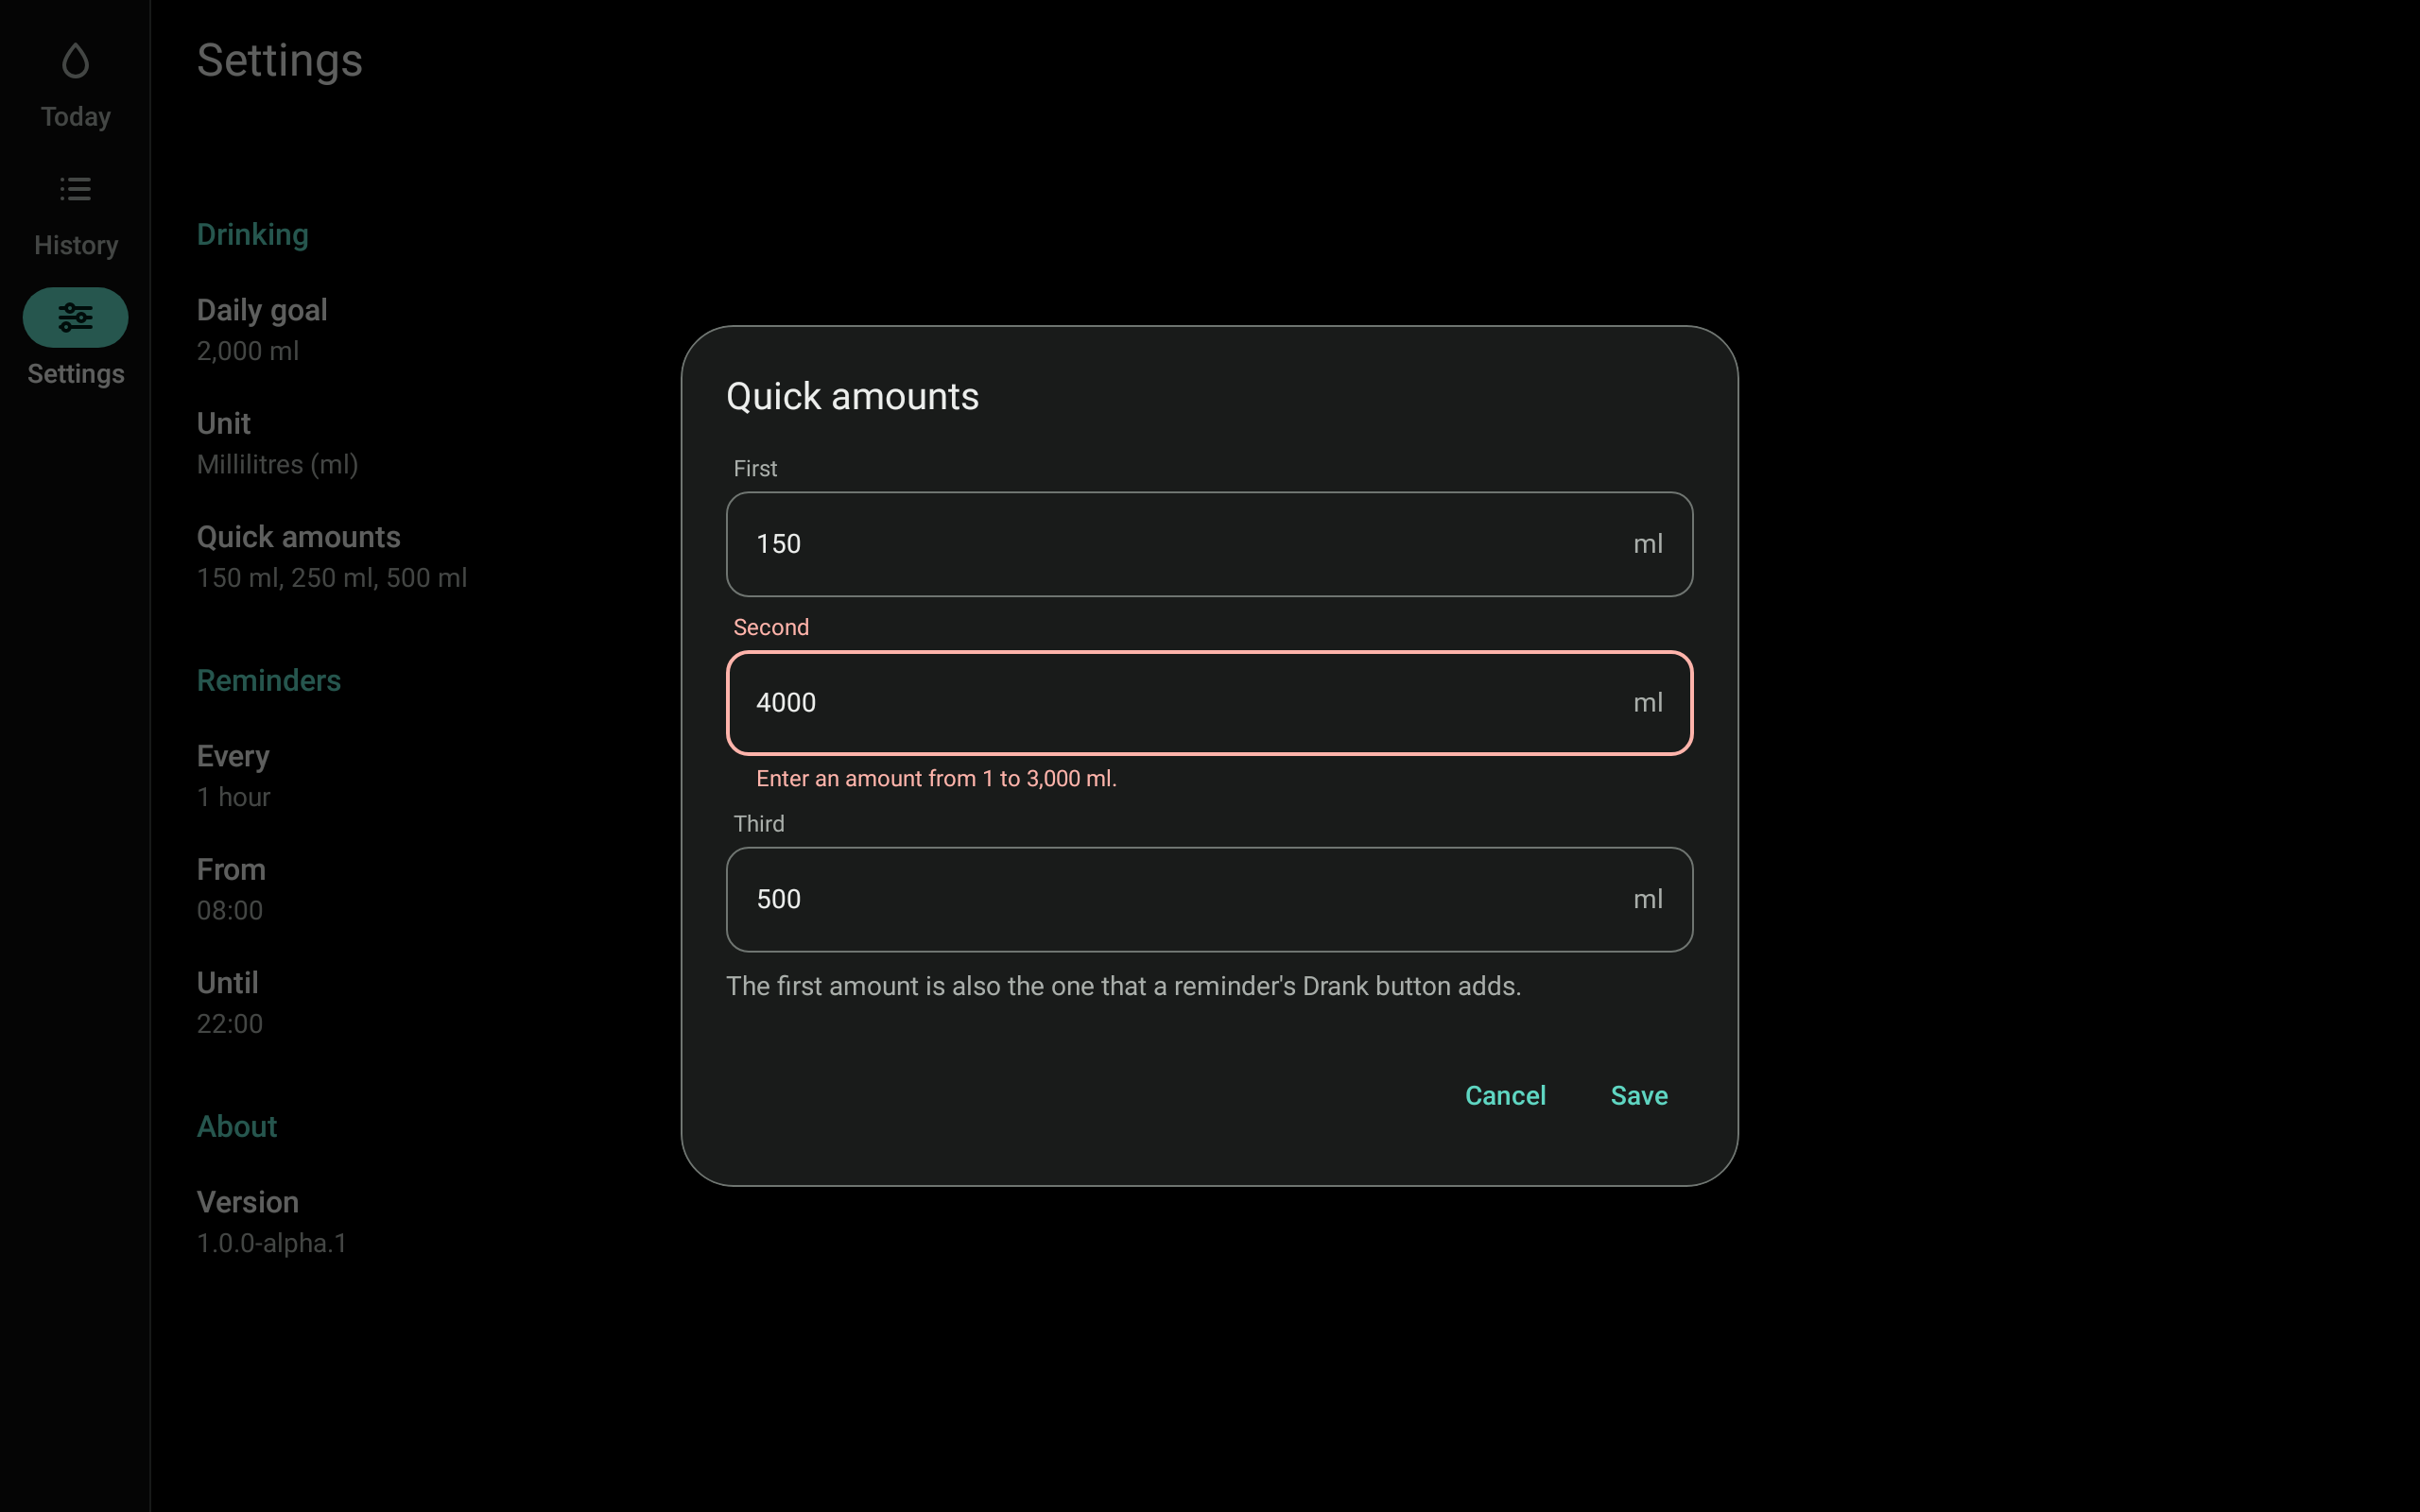 Today
History
Settings
Settings
Drinking
Daily goal
2,000 ml
Unit
Millilitres (ml)
Quick amounts
150 ml, 250 ml, 500 ml
Reminders
Every
1 hour
From
08:00
Until
22:00
About
Version
1.0.0-alpha.1
Quick amounts
First
150 ml
Second
4000 ml
Enter an amount from 1 to 3,000 ml.
Third
500 ml
The first amount is also the one that a reminder's Drank button adds.
Cancel Save